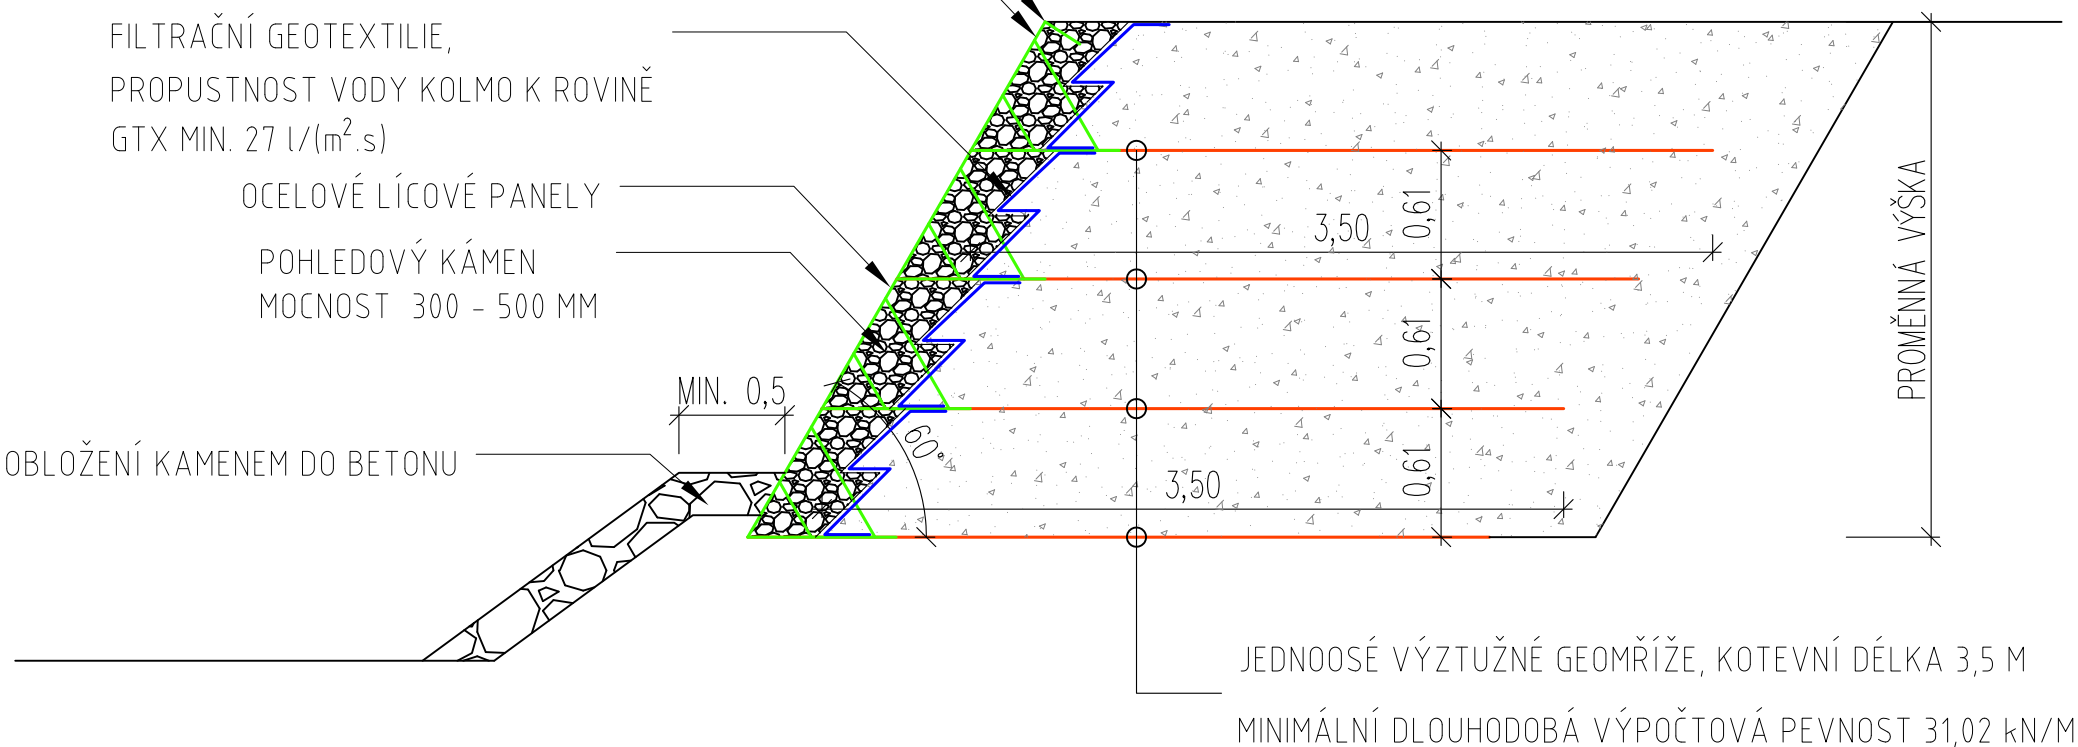 FILTRAČNÍ GEOTEXTILIE,
PROPUSTNOST VODY KOLMO K ROVINĚ
GTX MIN. 27 l/(m².s)
OCELOVÉ LÍCOVÉ PANELY
POHLEDOVÝ KÁMEN
MOCNOST 300 - 500 MM
MIN. 0,5
OBLOŽENÍ KAMENEM DO BETONU
60°
3,50
3,50
0,61
0,61
0,61
PROMĚNNÁ VÝŠKA
JEDNOOSÉ VÝZTUŽNÉ GEOMŘÍŽE, KOTEVNÍ DÉLKA 3,5 M
MINIMÁLNÍ DLOUHODOBÁ VÝPOČTOVÁ PEVNOST 31,02 kN/M